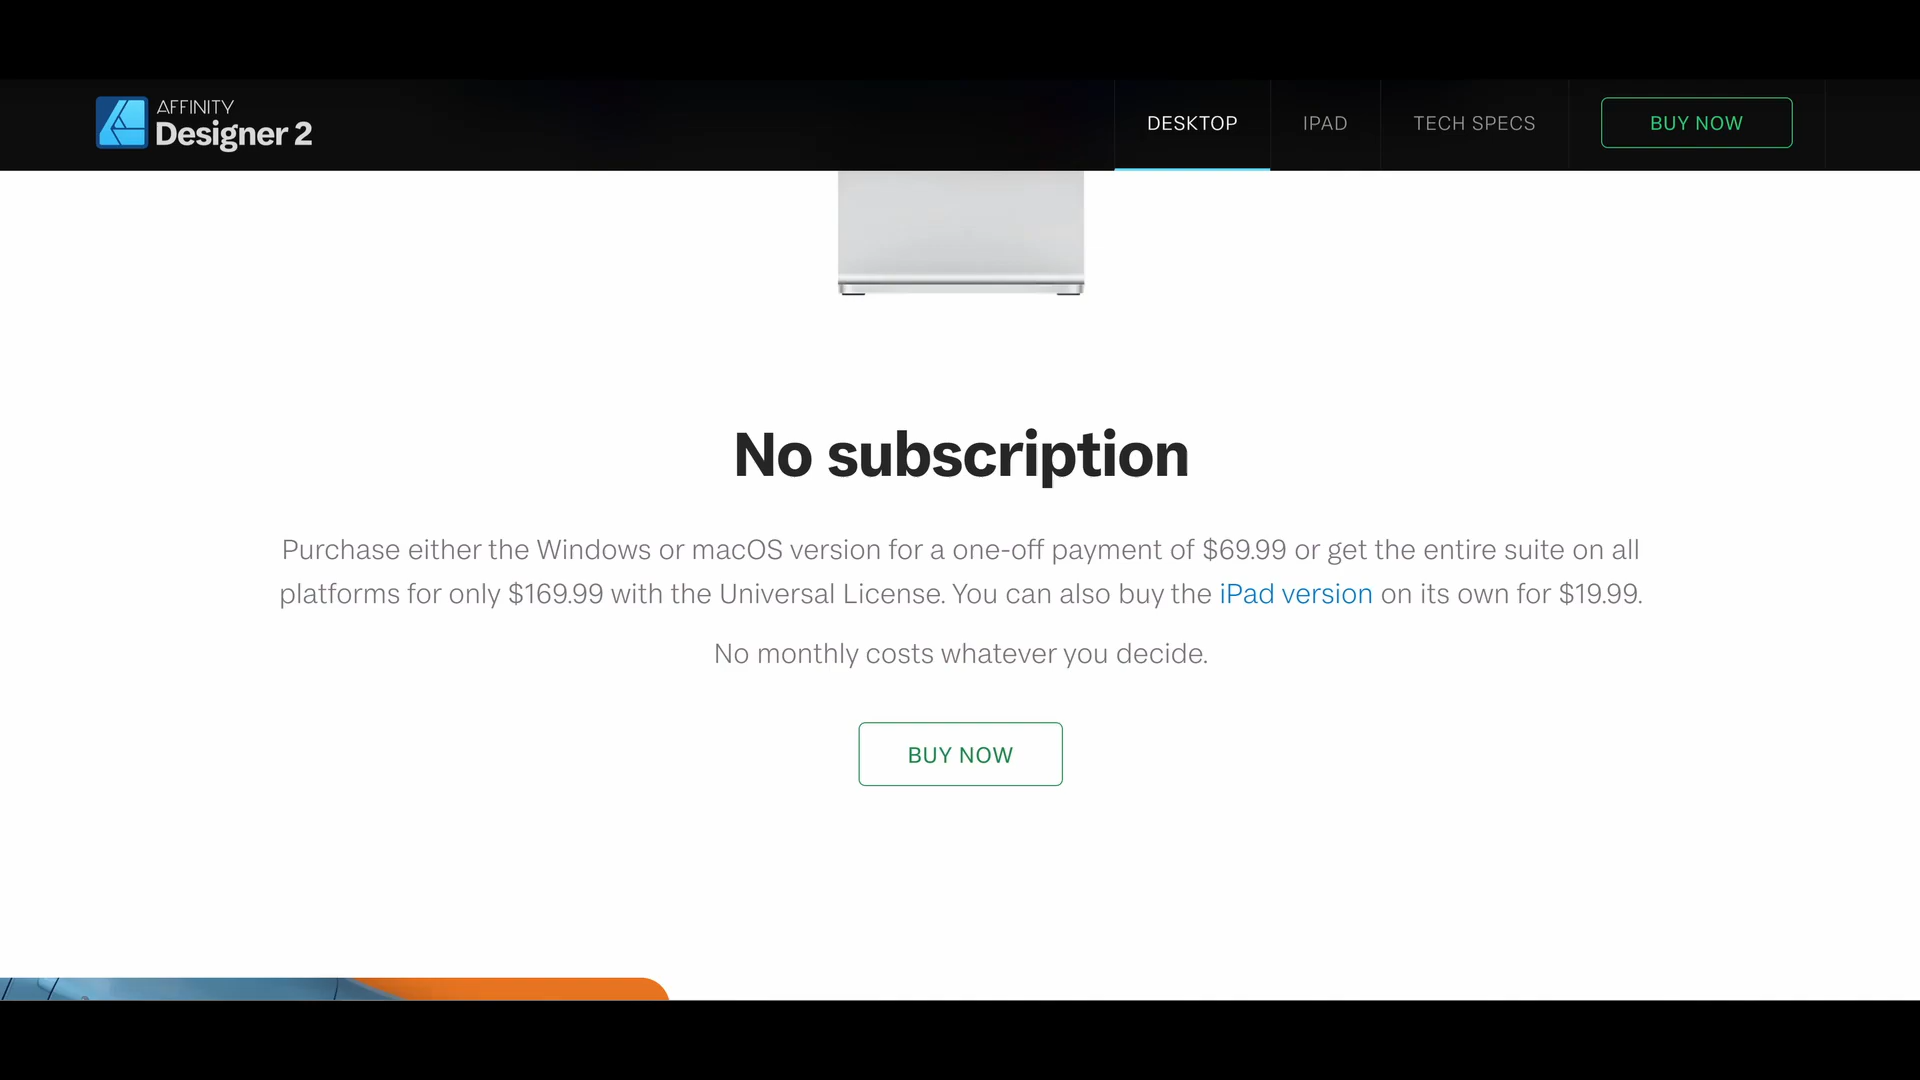 AFFINITY
Designer 2
DESKTOP
IPAD
TECH SPECS
BUY NOW
No subscription
Purchase either the Windows or macOS version for a one-off payment of $69.99 or get the entire suite on all
platforms for only $169.99 with the Universal License. You can also buy the iPad version on its own for $19.99.
No monthly costs whatever you decide.
BUY NOW